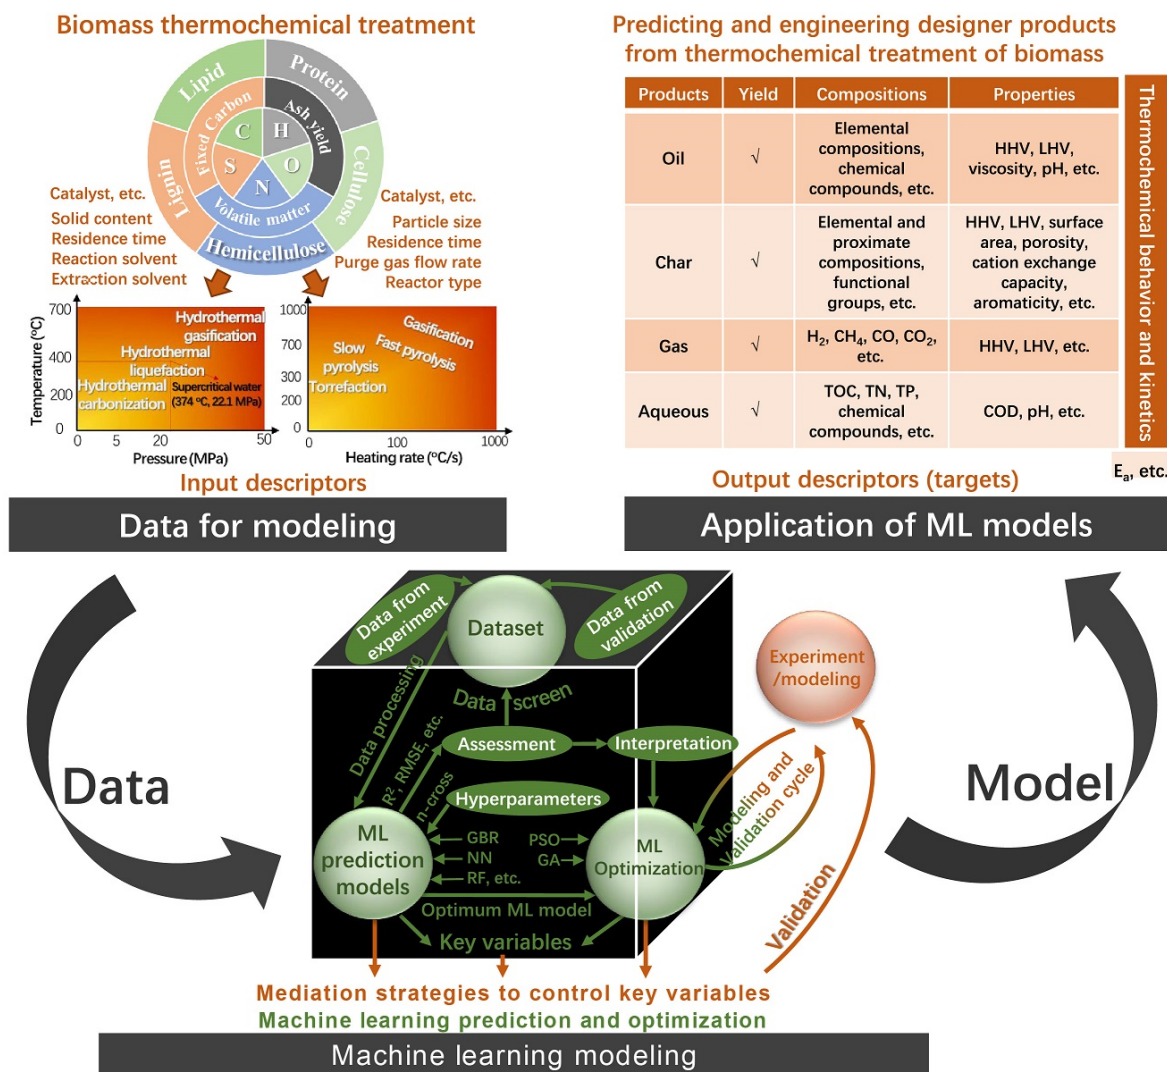 Biomass thermochemical treatment
Lipid
Protein
Fixed Carbon
Ash yield
C
H
S
O
N
Lignin
Cellulose
Volatile matter
Hemicellulose
Catalyst, etc.
Solid content
Residence time
Reaction solvent
Extraction solvent
Catalyst, etc.
Particle size
Residence time
Purge gas flow rate
Reactor type
Temperature (°C)
700
400
200
0
Hydrothermal
gasification
Hydrothermal
liquefaction
Hydrothermal
carbonization
Supercritical water
(374 °C, 22.1 MPa)
0 5 20 50
Pressure (MPa)
1000
700
300
200
0
Gasification
Fast pyrolysis
Slow
pyrolysis
Torrefaction
0 100 1000
Heating rate (°C/s)
Input descriptors
Data for modeling
Predicting and engineering designer products
from thermochemical treatment of biomass
Products Yield Compositions Properties
Oil √
Elemental
compositions,
chemical
compounds, etc.
HHV, LHV,
viscosity, pH, etc.
Char √
Elemental and
proximate
compositions,
functional
groups, etc.
HHV, LHV, surface
area, porosity,
cation exchange
capacity,
aromaticity, etc.
Gas √
H₂, CH₄, CO, CO₂,
etc.
HHV, LHV, etc.
Aqueous √
TOC, TN, TP,
chemical
compounds, etc.
COD, pH, etc.
Thermochemical behavior and kinetics
Eₐ, etc.
Output descriptors (targets)
Application of ML models
Data
Data from
experiment
Dataset
Data from
validation
Data processing
Data screen
R², RMSE, etc.
Assessment
Interpretation
n-cross
Hyperparameters
ML
prediction
models
GBR
NN
RF, etc.
PSO
GA
ML
Optimization
Optimum ML model
Key variables
Experiment
/modeling
Modeling and
Validation cycle
Validation
Model
Mediation strategies to control key variables
Machine learning prediction and optimization
Machine learning modeling